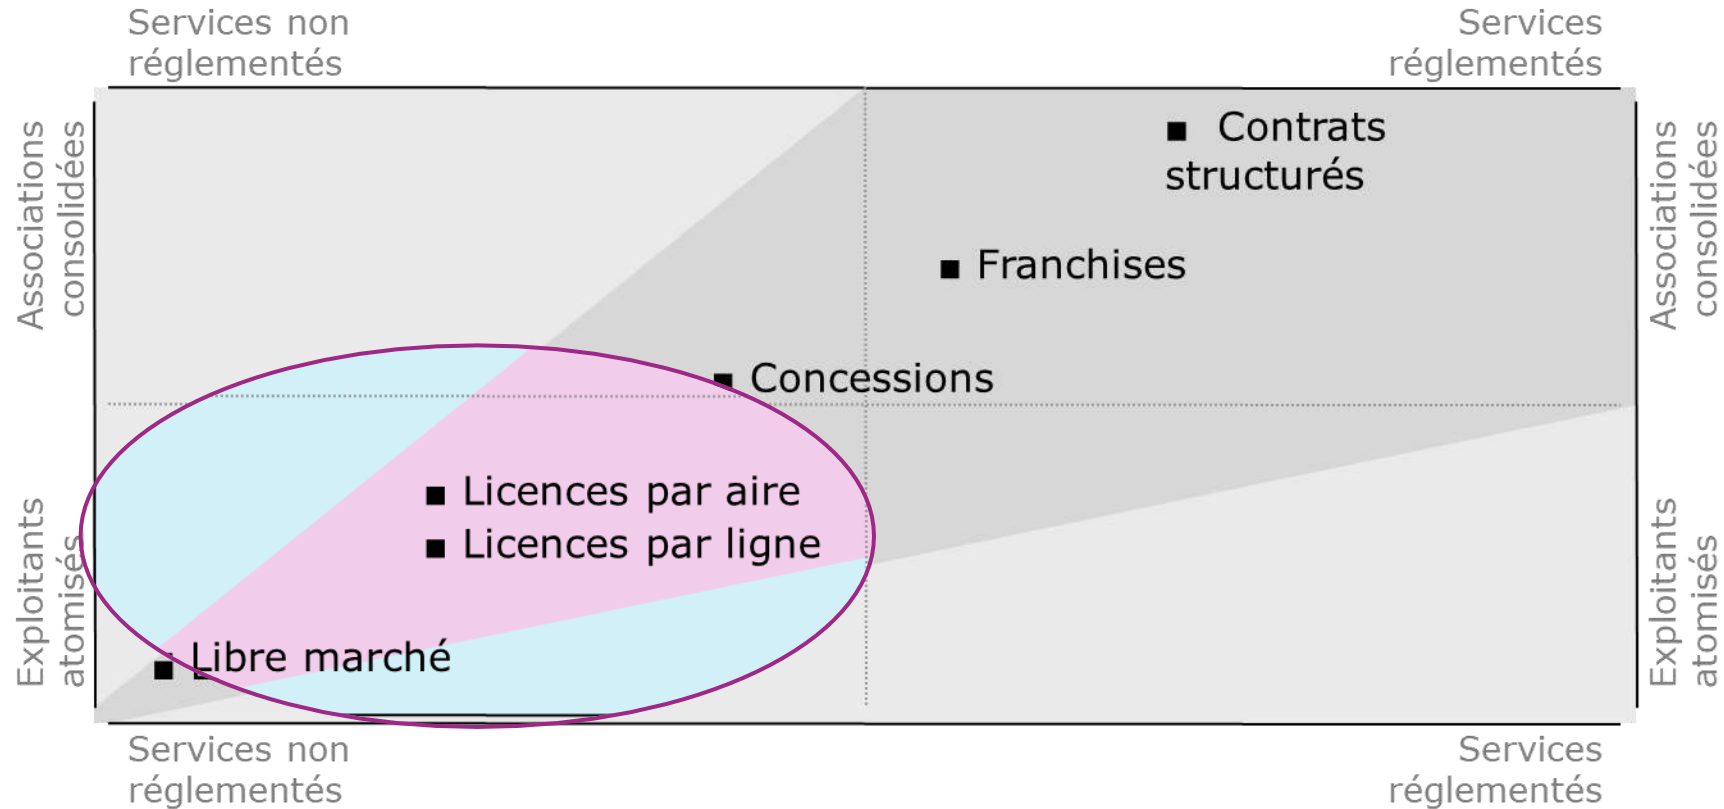 Services non
réglementés
Services
réglementés
Associations
consolidées
Exploitants
atomisés
Contrats
structurés
Franchises
Concessions
Licences par aire
Licences par ligne
Libre marché
Associations
consolidées
Exploitants
atomisés
Services non
réglementés
Services
réglementés